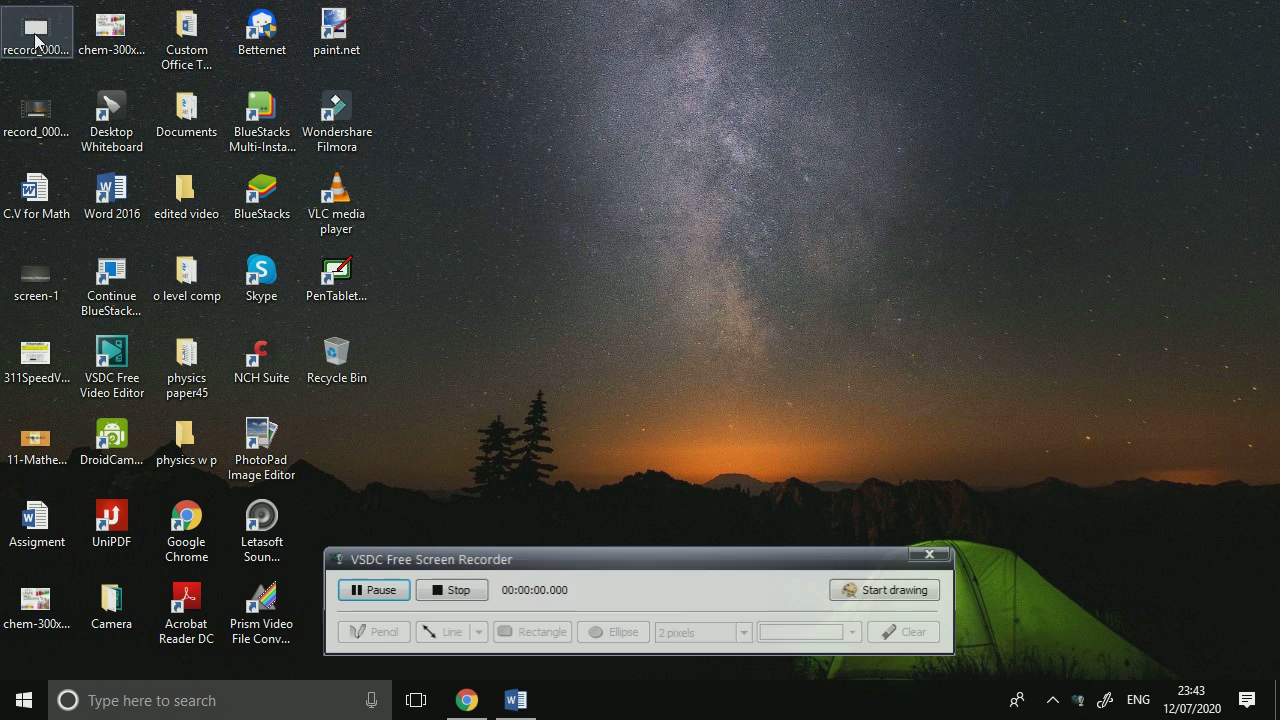 record_000...
chem-300x...
Custom
Office T...
Betternet
paint.net
record_000...
Desktop
Whiteboard
Documents
BlueStacks
Multi-Insta...
Wondershare
Filmora
C.V for Math
Word 2016
edited video
BlueStacks
VLC media
player
screen-1
Continue
BlueStack...
o level comp
Skype
PenTablet...
311SpeedV...
VSDC Free
Video Editor
physics
paper45
NCH Suite
Recycle Bin
11-Mathe...
DroidCam...
physics w p
PhotoPad
Image Editor
Assigment
UniPDF
Google
Chrome
Letasoft
Soun...
chem-300x...
Camera
Acrobat
Reader DC
Prism Video
File Conv...
VSDC Free Screen Recorder
Pause
Stop
00:00:00.000
Start drawing
Pencil
Line
Rectangle
Ellipse
2 pixels
Clear
Type here to search
ENG
23:43
12/07/2020